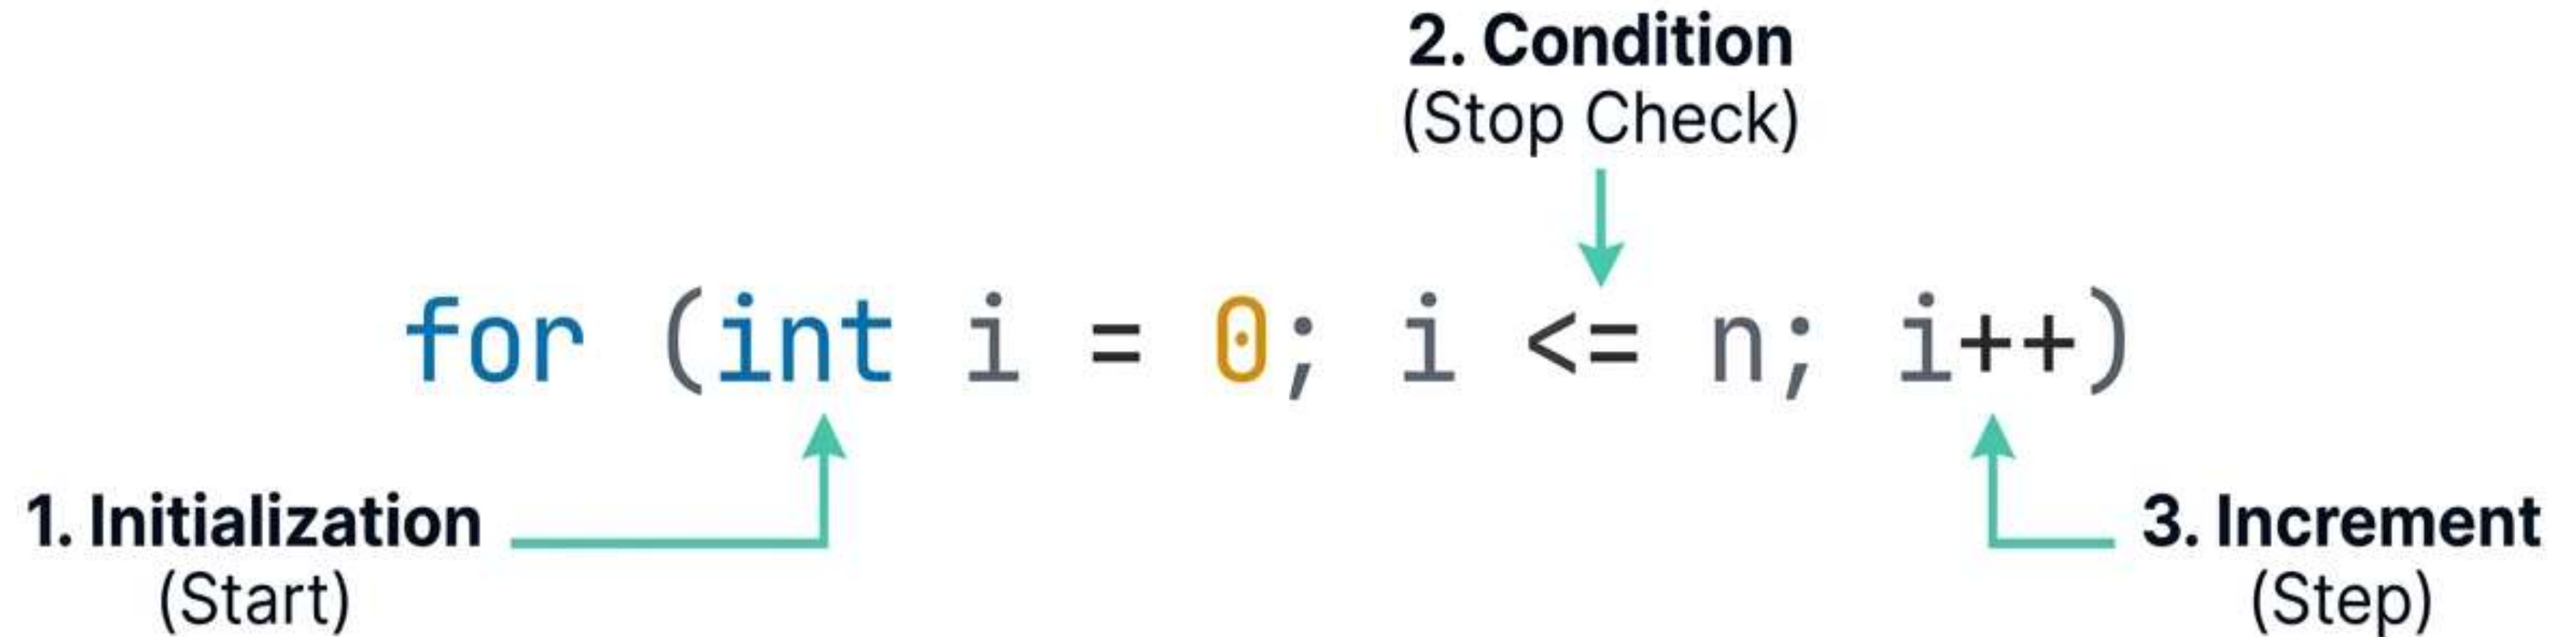 2. Condition
(Stop Check)
for (int i = 0; i <= n; i++)
1. Initialization
(Start)
3. Increment
(Step)